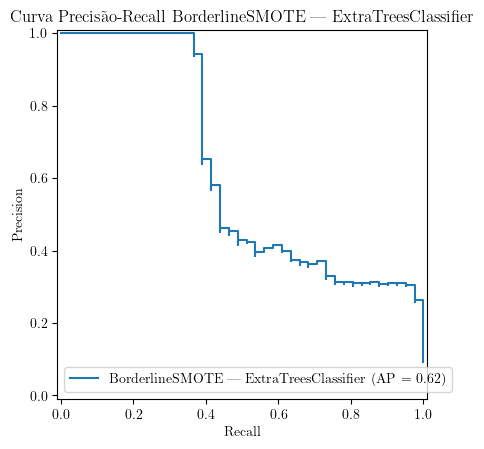 Curva Precisão-Recall BorderlineSMOTE — ExtraTreesClassifier
1.0
0.8
0.6
0.4
0.2
0.0
Precision
BorderlineSMOTE — ExtraTreesClassifier (AP = 0.62)
0.0 0.2 0.4 0.6 0.8 1.0
Recall